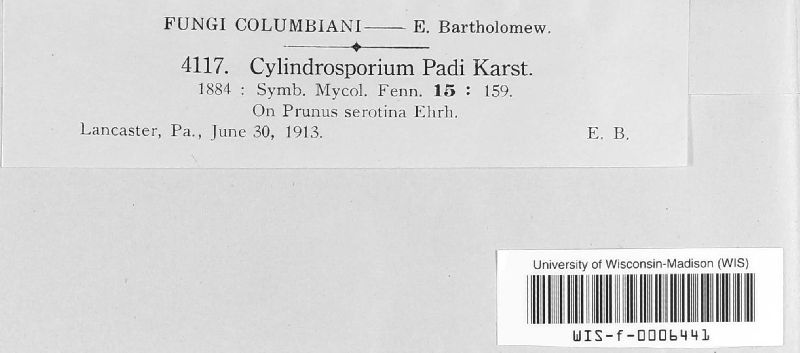 FUNGI COLUMBIANI—— E. Bartholomew.
4117. Cylindrosporium Padi Karst.
1884 : Symb. Mycol. Fenn. 15 : 159.
On Prunus serotina Ehrh.
Lancaster, Pa., June 30, 1913. E. B.
University of Wisconsin-Madison (WIS)
WIS-f-0006441